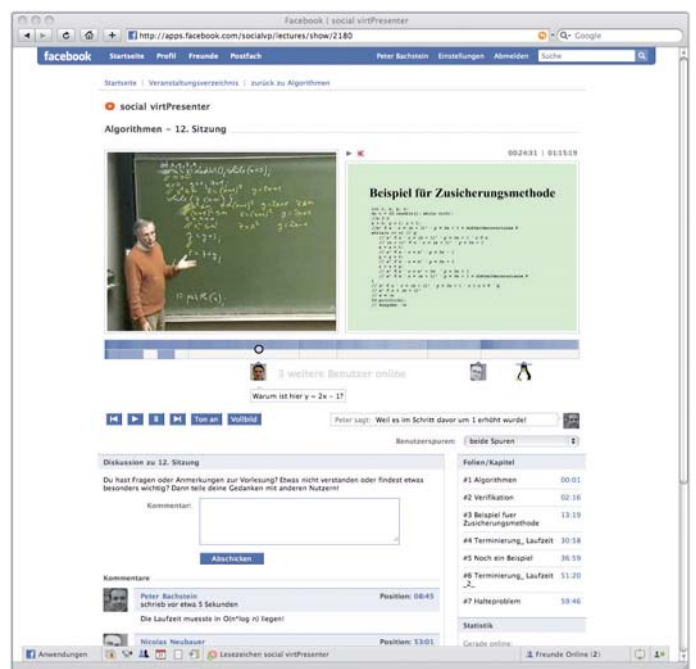 Facebook | social virtPresenter
http://apps.facebook.com/socialvp/lectures/show/2180
Google
facebook Startseite Profil Freunde Postfach Peter Bachstein Einstellungen Abmelden Suche
Startseite | Veranstaltungsverzeichnis | zurück zu Algorithmen
social virtPresenter
Algorithmen – 12. Sitzung
00:24:31 | 01:15:19
Beispiel für Zusicherungsmethode
3 weitere Benutzer online
Warum ist hier y = 2x - 1?
Ton an Vollbild
Peter sagt: Weil es im Schritt davor um 1 erhöht wurde!
Benutzerspuren: beide Spuren
Diskussion zu 12. Sitzung
Du hast Fragen oder Anmerkungen zur Vorlesung? Etwas nicht verstanden oder findest etwas
besonders wichtig? Dann teile deine Gedanken mit anderen Nutzern!
Kommentar:
Abschicken
Kommentare
Peter Bachstein Position: 08:45
schrieb vor etwa 5 Sekunden
Die Laufzeit muesste in O(n*log n) liegen!
Nicolas Neubauer Position: 53:01
Folien/Kapitel
#1 Algorithmen 00:01
#2 Verifikation 02:16
#3 Beispiel fuer 13:19
Zusicherungsmethode
#4 Terminierung_ Laufzeit 30:58
#5 Noch ein Beispiel 36:59
#6 Terminierung_ Laufzeit 51:20
_2_
#7 Halteproblem 59:46
Statistik
Gerade online:
Anwendungen
Lesezeichen social virtPresenter
Freunde Online (2)